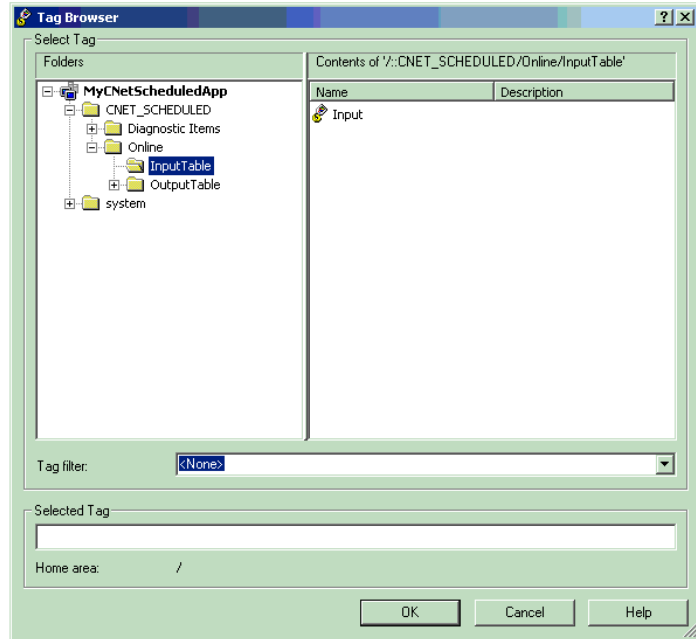 Tag Browser
Select Tag
Folders
Contents of '/::CNET_SCHEDULED/Online/InputTable'
MyCNetScheduledApp
CNET_SCHEDULED
Diagnostic Items
Online
InputTable
OutputTable
system
Name Description
Input
Tag filter: <None>
Selected Tag
Home area: /
OK Cancel Help